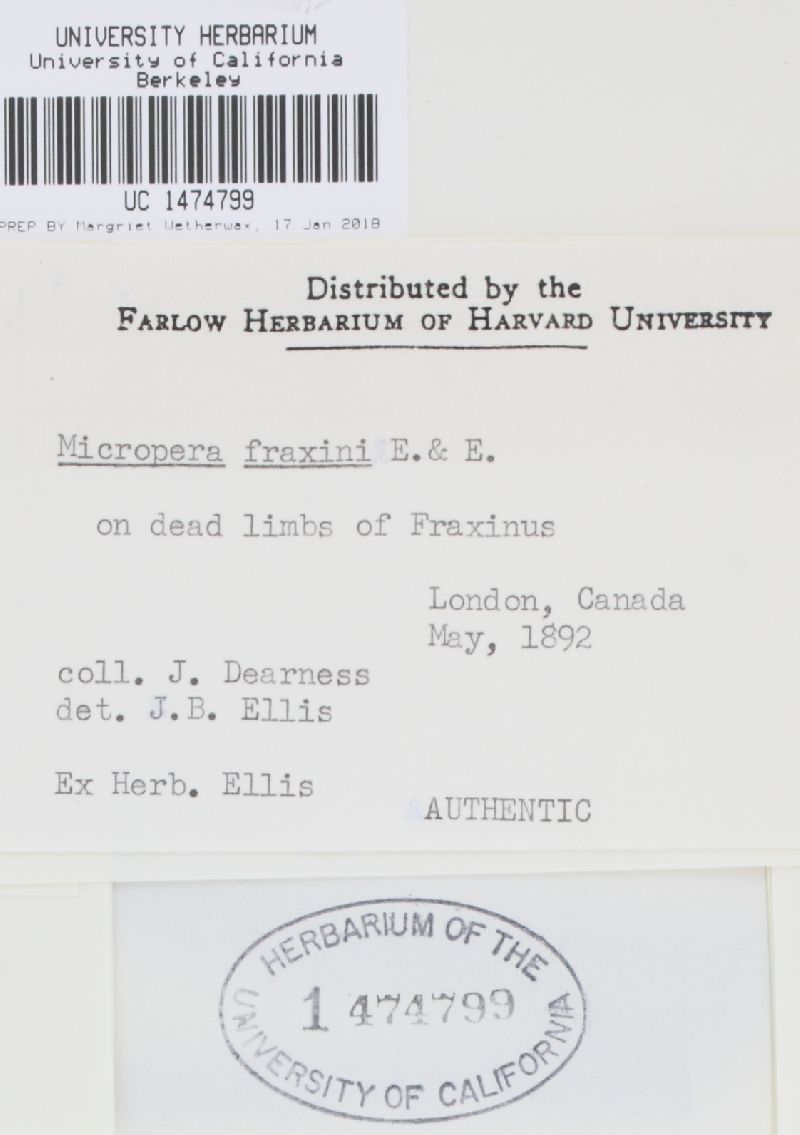 UNIVERSITY HERBARIUM
University of California
Berkeley
UC 1474799
PREP BY Margriet Wetherwax, 17 Jan 2018
Distributed by the
FARLOW HERBARIUM OF HARVARD UNIVERSITY
Micropera fraxini E.& E.
on dead limbs of Fraxinus
London, Canada
May, 1892
coll. J. Dearness
det. J.B. Ellis
Ex Herb. Ellis
AUTHENTIC
HERBARIUM OF THE
1 474799
UNIVERSITY OF CALIFORNIA